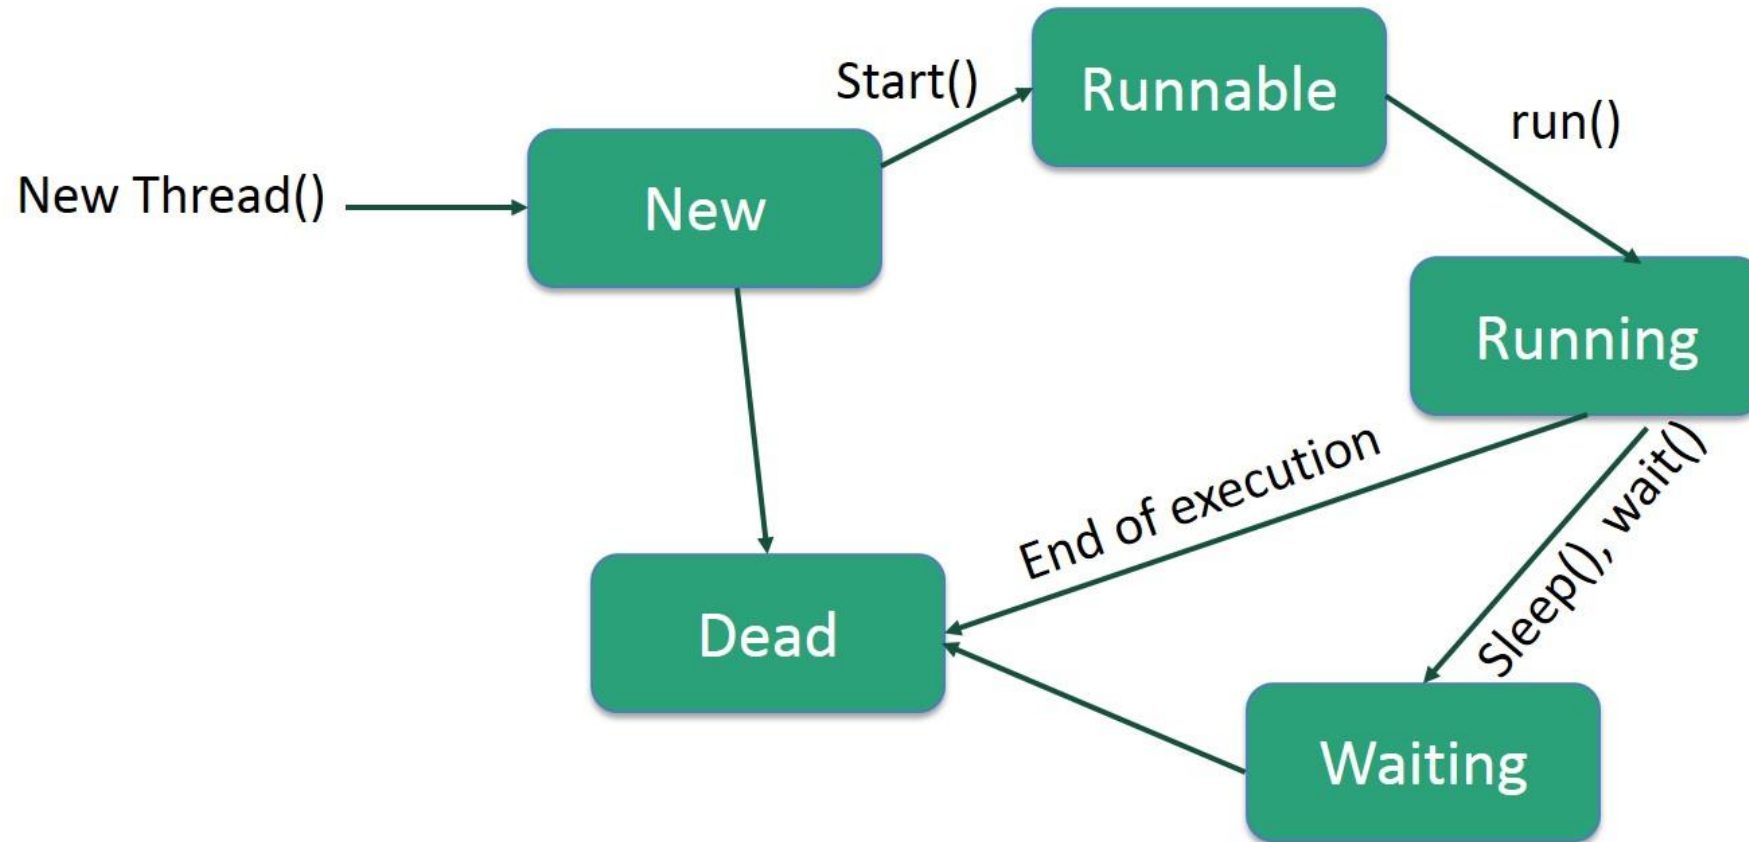 Start()
Runnable
run()
New Thread()
New
Running
End of execution
Sleep(), wait()
Dead
Waiting